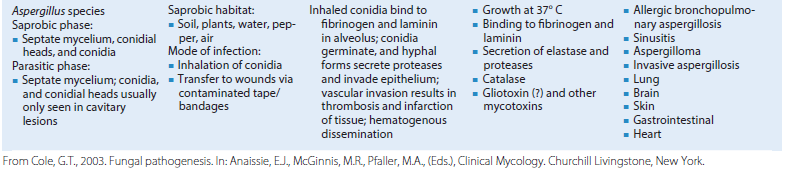 Aspergillus species
Saprobic phase:
▪ Septate mycelium, conidial
heads, and conidia
Parasitic phase:
▪ Septate mycelium; conidia,
and conidial heads usually
only seen in cavitary
lesions
Saprobic habitat:
▪ Soil, plants, water, pep-
per, air
Mode of infection:
▪ Inhalation of conidia
▪ Transfer to wounds via
contaminated tape/
bandages
Inhaled conidia bind to
fibrinogen and laminin
in alveolus; conidia
germinate, and hyphal
forms secrete proteases
and invade epithelium;
vascular invasion results in
thrombosis and infarction
of tissue; hematogenous
dissemination
▪ Growth at 37° C
▪ Binding to fibrinogen and
laminin
▪ Secretion of elastase and
proteases
▪ Catalase
▪ Gliotoxin (?) and other
mycotoxins
▪ Allergic bronchopulmo-
nary aspergillosis
▪ Sinusitis
▪ Aspergilloma
▪ Invasive aspergillosis
▪ Lung
▪ Brain
▪ Skin
▪ Gastrointestinal
▪ Heart
From Cole, G.T., 2003. Fungal pathogenesis. In: Anaissie, E.J., McGinnis, M.R., Pfaller, M.A., (Eds.), Clinical Mycology. Churchill Livingstone, New York.